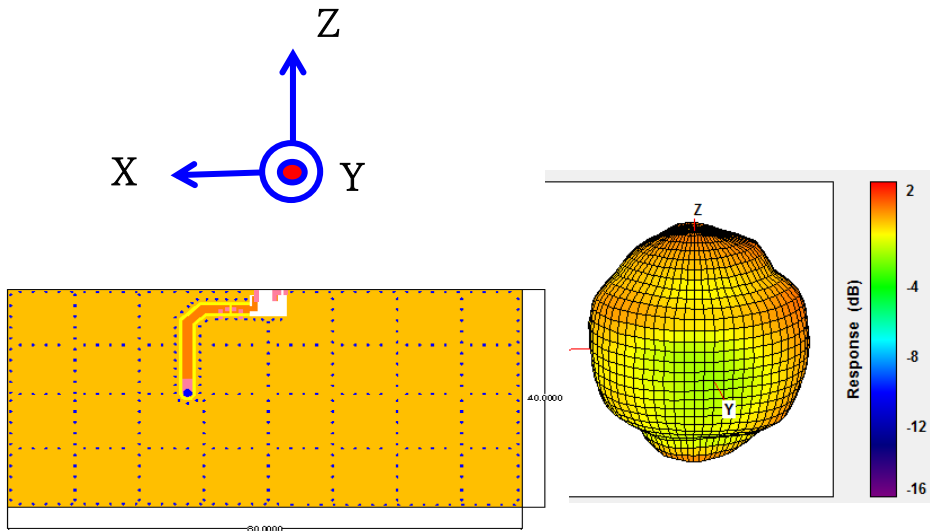 Z
X
Y
Z
Y
40.0000
80.0000
Response (dB)
2
-4
-8
-12
-16